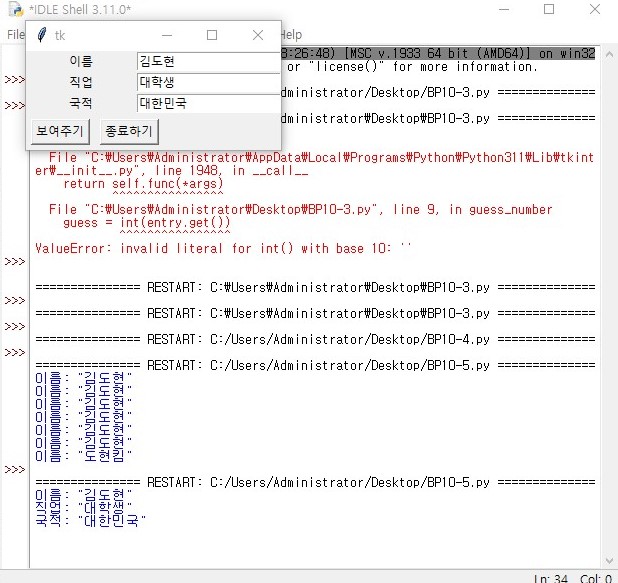 *IDLE Shell 3.11.0*
File
Help
tk
이름 김도현
직업 대학생
국적 대한민국
보여주기 종료하기
3:26:48) [MSC v.1933 64 bit (AMD64)] on win32
or "license()" for more information.
>>>
dministrator/Desktop/BP10-3.py ==============
>>>
dministrator/Desktop/BP10-3.py ==============
File "C:₩Users₩Administrator₩AppData₩Local₩Programs₩Python₩Python311₩Lib₩tkint
er₩__init__.py", line 1948, in __call__
return self.func(*args)
^^^^^^^^^^^^^^^^
File "C:₩Users₩Administrator₩Desktop₩BP10-3.py", line 9, in guess_number
guess = int(entry.get())
^^^^^^^^^^^^^^^^
ValueError: invalid literal for int() with base 10: ''
>>>
=============== RESTART: C:₩Users₩Administrator₩Desktop₩BP10-3.py ==============
>>>
=============== RESTART: C:₩Users₩Administrator₩Desktop₩BP10-3.py ==============
>>>
=============== RESTART: C:/Users/Administrator/Desktop/BP10-4.py ==============
>>>
=============== RESTART: C:/Users/Administrator/Desktop/BP10-5.py ==============
이름: "김도현"
이름: "김도현"
이름: "김도현"
이름: "김도현"
이름: "김도현"
이름: "김도현"
이름: "도현킴"
>>>
=============== RESTART: C:/Users/Administrator/Desktop/BP10-5.py ==============
이름: "김도현"
직업: "대학생"
국적: "대한민국"
Ln: 34 Col: 0